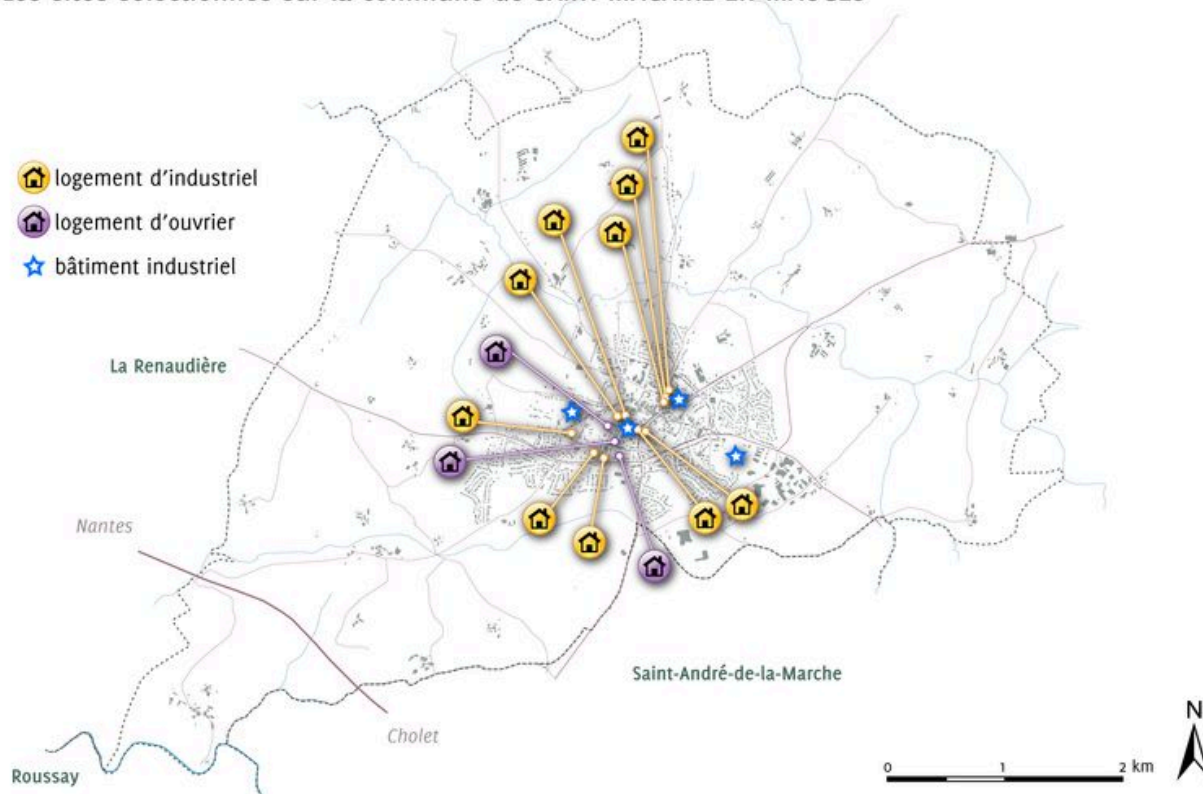 logement d'industriel
logement d'ouvrier
bâtiment industriel
La Renaudière
Nantes
Saint-André-de-la-Marche
Cholet
Roussay
N
0 1 2 km